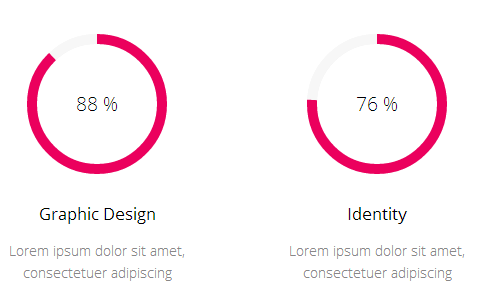 88 %
76 %
Graphic Design
Identity
Lorem ipsum dolor sit amet,
consectetuer adipiscing
Lorem ipsum dolor sit amet,
consectetuer adipiscing